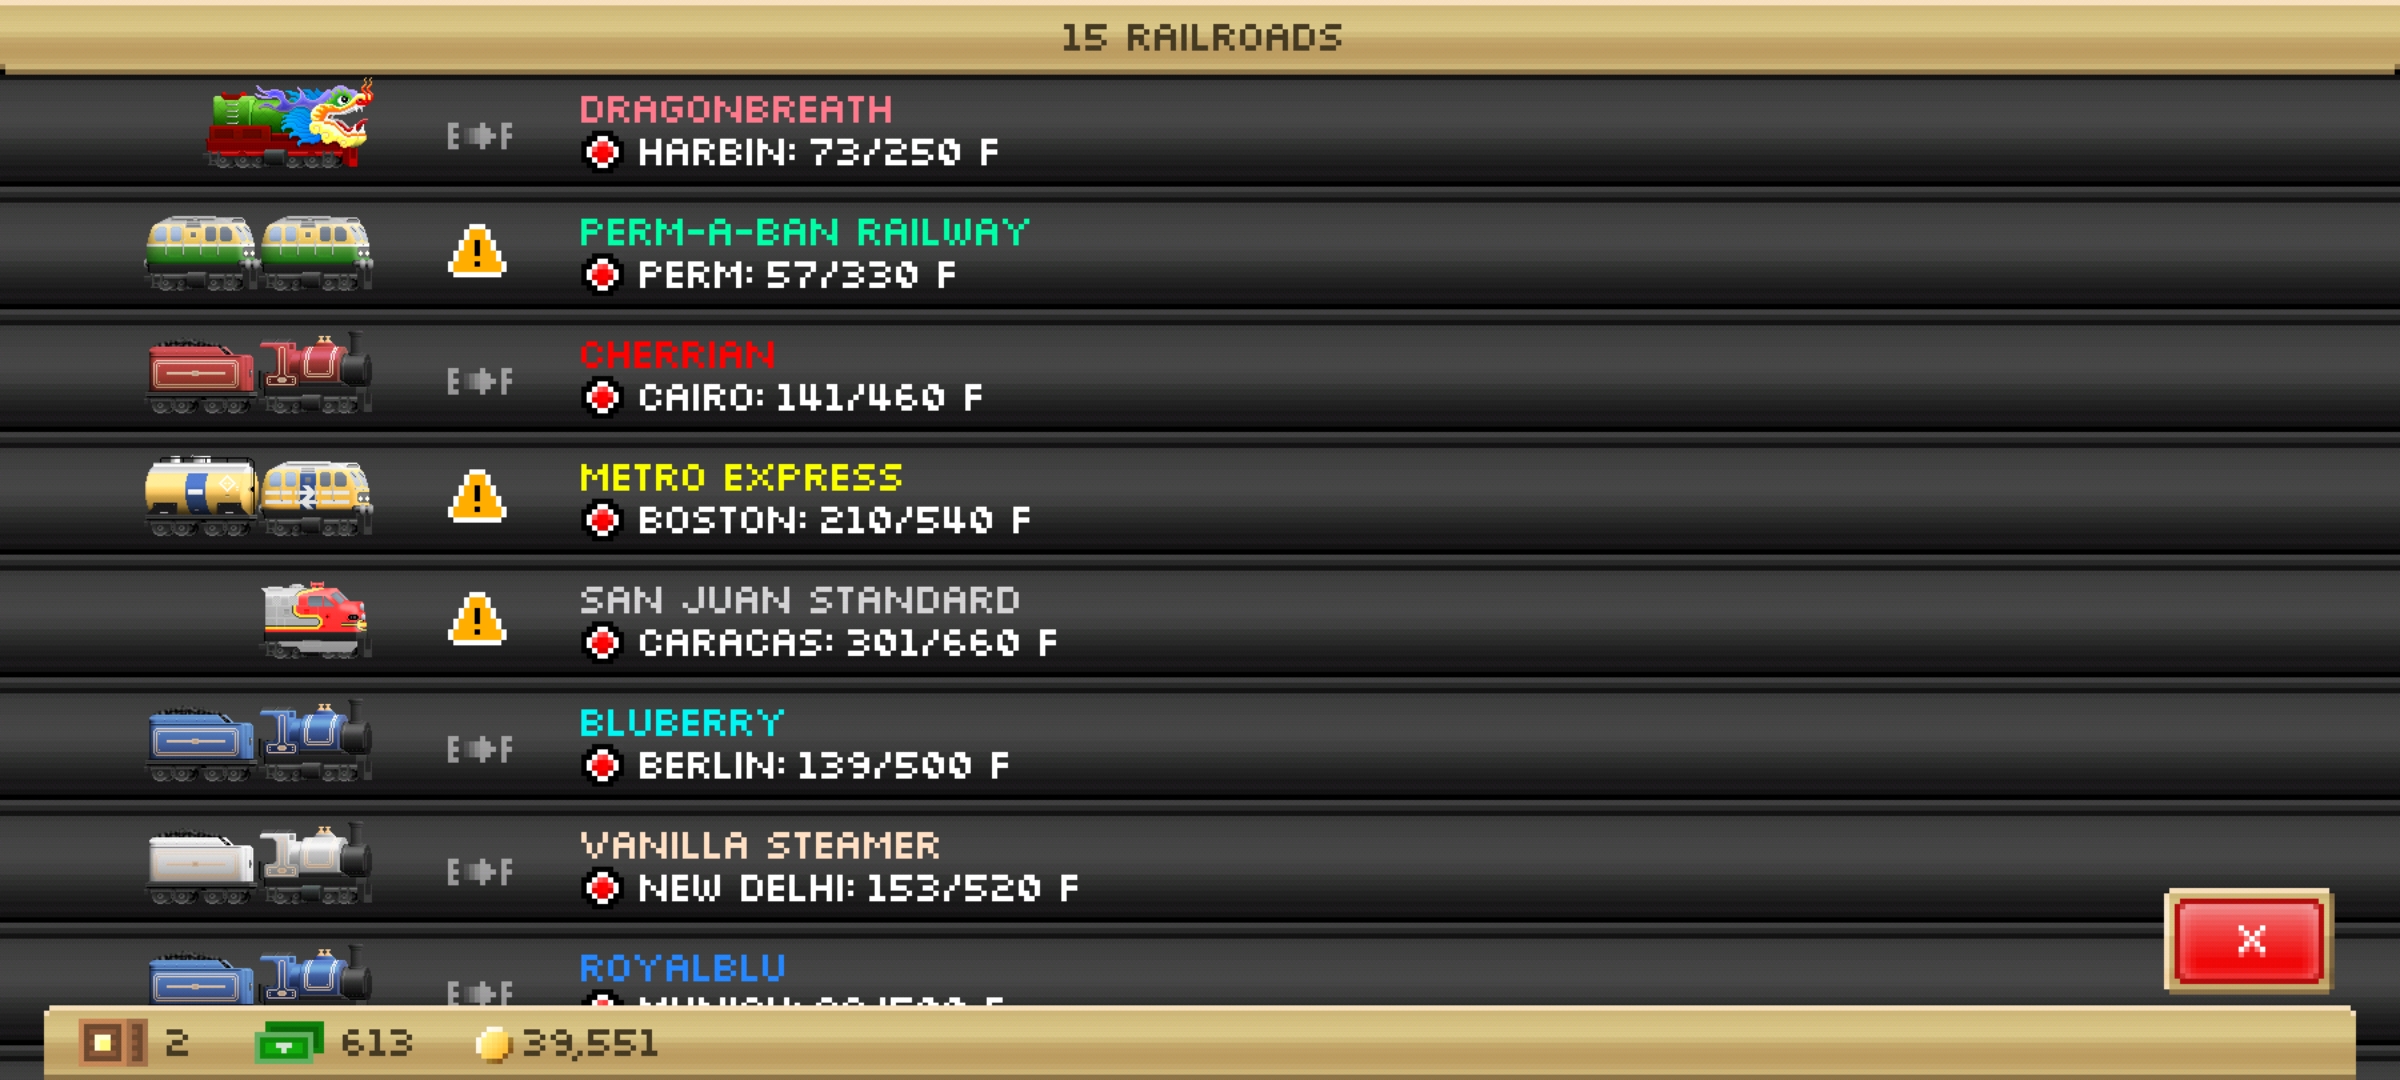 15 RAILROADS
DRAGONBREATH
E F
HARBIN: 73/250 F
PERM-A-BAN RAILWAY
PERM: 57/330 F
CHERRIAN
E F
CAIRO: 141/460 F
METRO EXPRESS
BOSTON: 210/540 F
SAN JUAN STANDARD
CARACAS: 301/660 F
BLUBERRY
E F
BERLIN: 139/500 F
VANILLA STEAMER
E F
NEW DELHI: 153/520 F
ROYALBLU
E F
X
2 613 39,551